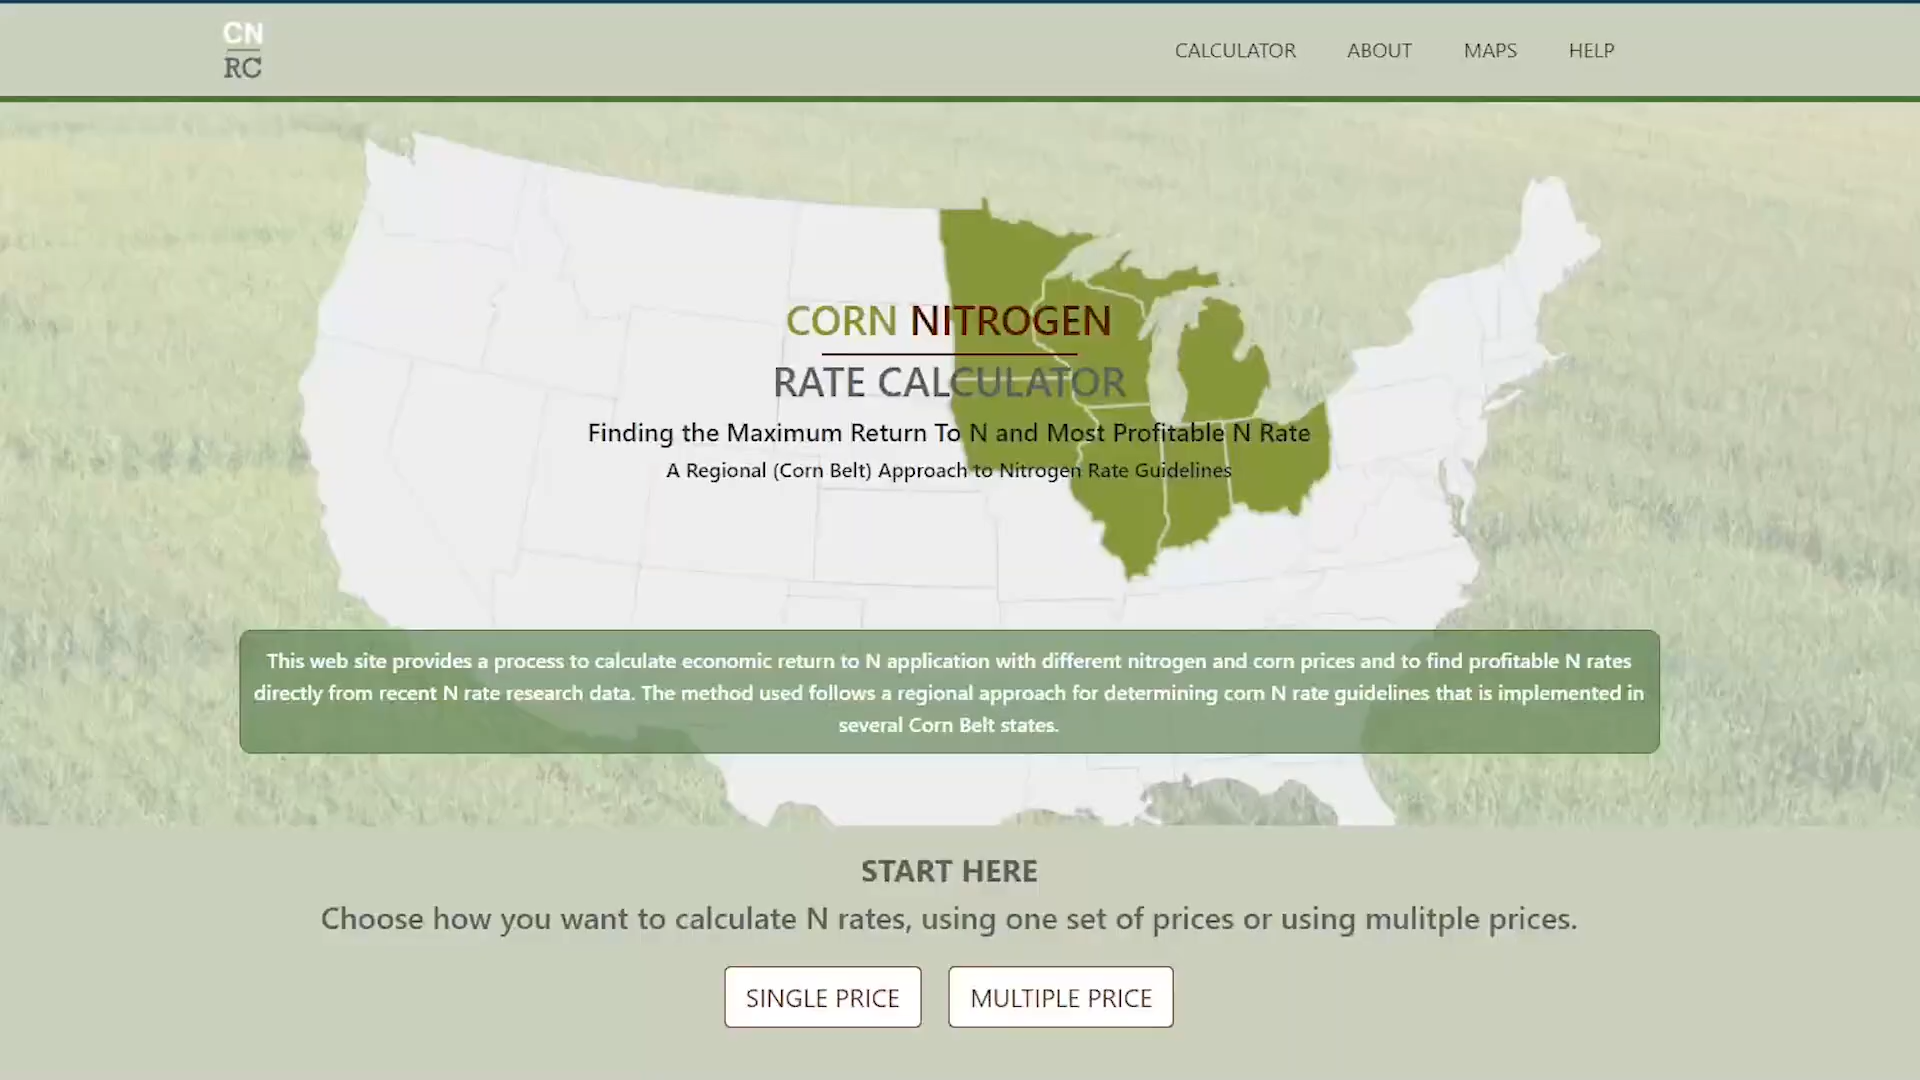 CN
RC
CALCULATOR ABOUT MAPS HELP
CORN NITROGEN
RATE CALCULATOR
Finding the Maximum Return To N and Most Profitable N Rate
A Regional (Corn Belt) Approach to Nitrogen Rate Guidelines
This web site provides a process to calculate economic return to N application with different nitrogen and corn prices and to find profitable N rates
directly from recent N rate research data. The method used follows a regional approach for determining corn N rate guidelines that is implemented in
several Corn Belt states.
START HERE
Choose how you want to calculate N rates, using one set of prices or using mulitple prices.
SINGLE PRICE MULTIPLE PRICE